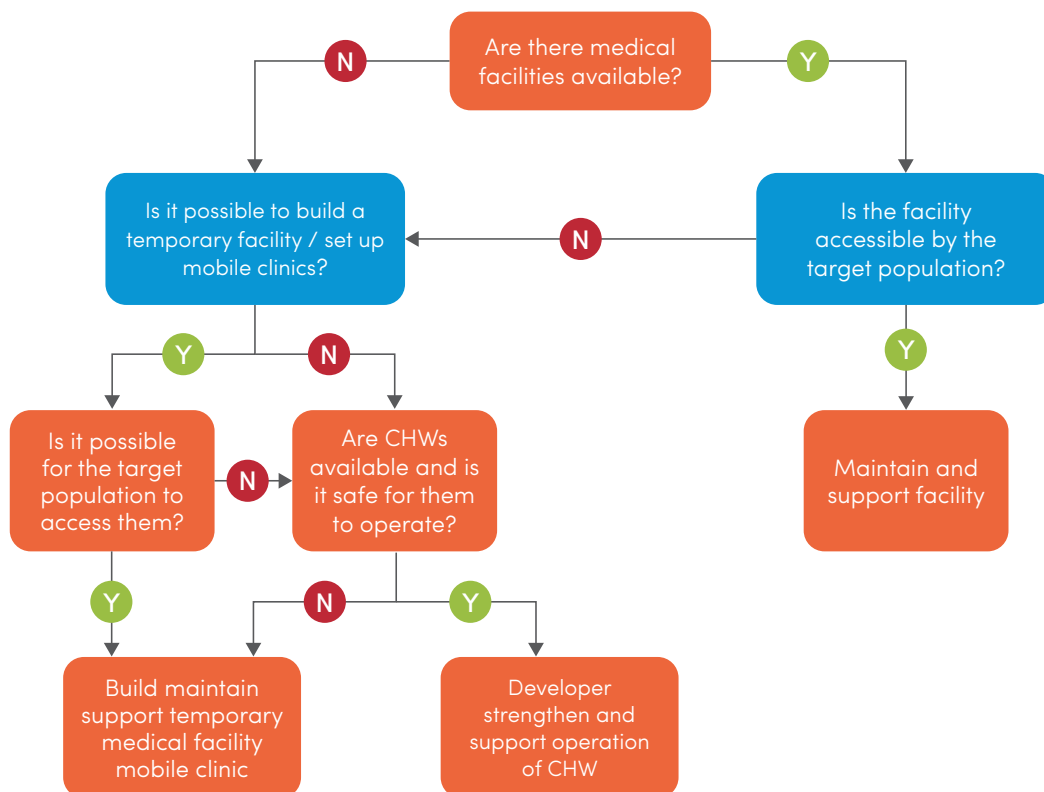 Are there medical
facilities available?
N
Y
Is it possible to build a
temporary facility / set up
mobile clinics?
N
Is the facility
accessible by the
target population?
Y
N
Y
Is it possible
for the target
population to
access them?
N
Are CHWs
available and is
it safe for them
to operate?
Maintain and
support facility
Y
N
Y
Build maintain
support temporary
medical facility
mobile clinic
Developer
strengthen and
support operation
of CHW